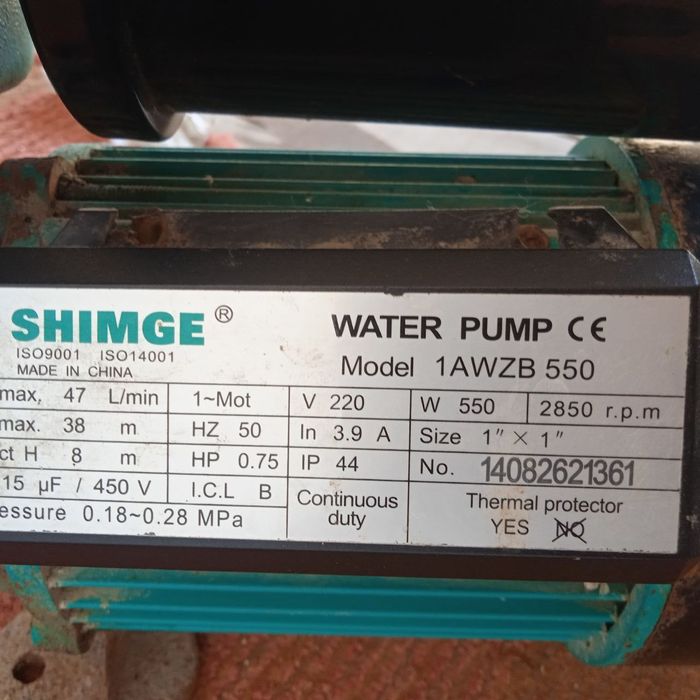 SHIMGE ®
ISO9001 ISO14001
MADE IN CHINA
WATER PUMP CE
Model 1AWZB 550
max. 47 L/min 1~Mot V 220 W 550 2850 r.p.m
max. 38 m HZ 50 In 3.9 A Size 1" × 1"
ct H 8 m HP 0.75 IP 44 No. 14082621361
15 µF / 450 V I.C.L B Continuous duty Thermal protector
essure 0.18~0.28 MPa YES NO